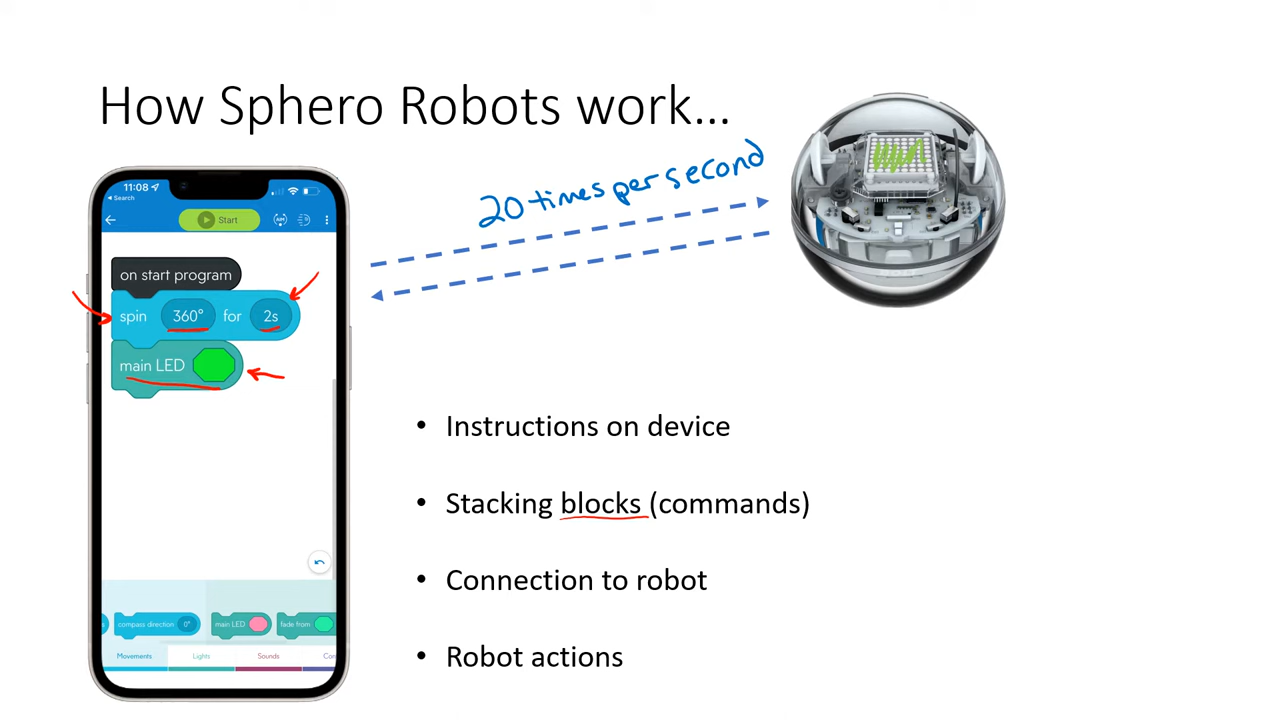 How Sphero Robots work...
20 times per second
11:08
Search
Start
on start program
spin 360° for 2s
main LED
• Instructions on device
• Stacking blocks (commands)
• Connection to robot
• Robot actions
compass direction 0°
main LED
fade from
Movements
Lights
Sounds